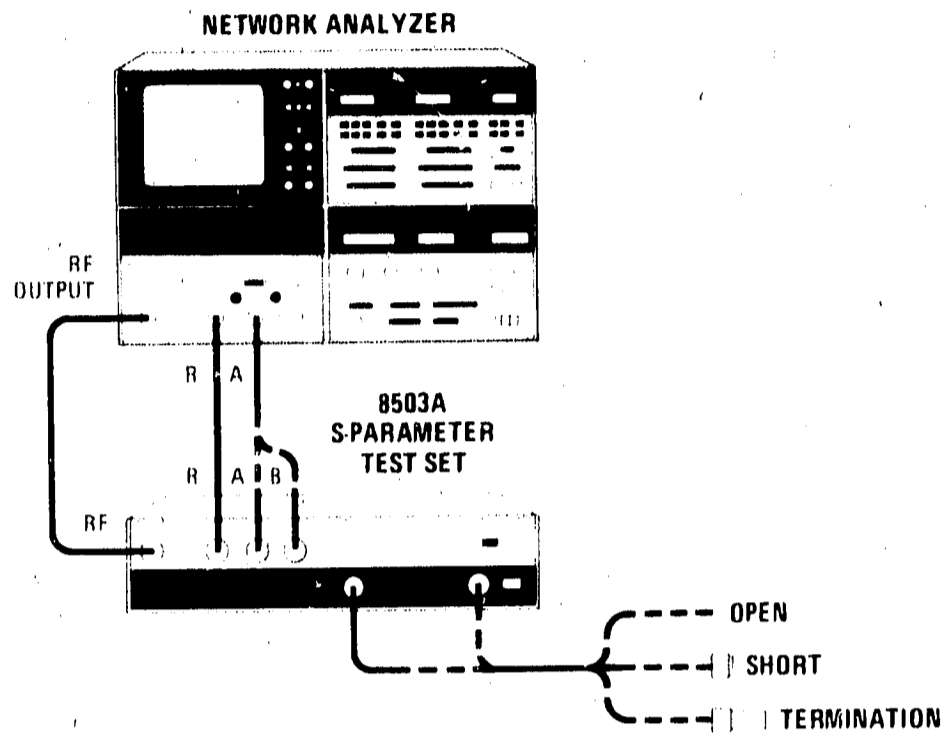 NETWORK ANALYZER
RF
OUTPUT
R A
8503A
S-PARAMETER
TEST SET
R A B
RF
OPEN
SHORT
TERMINATION